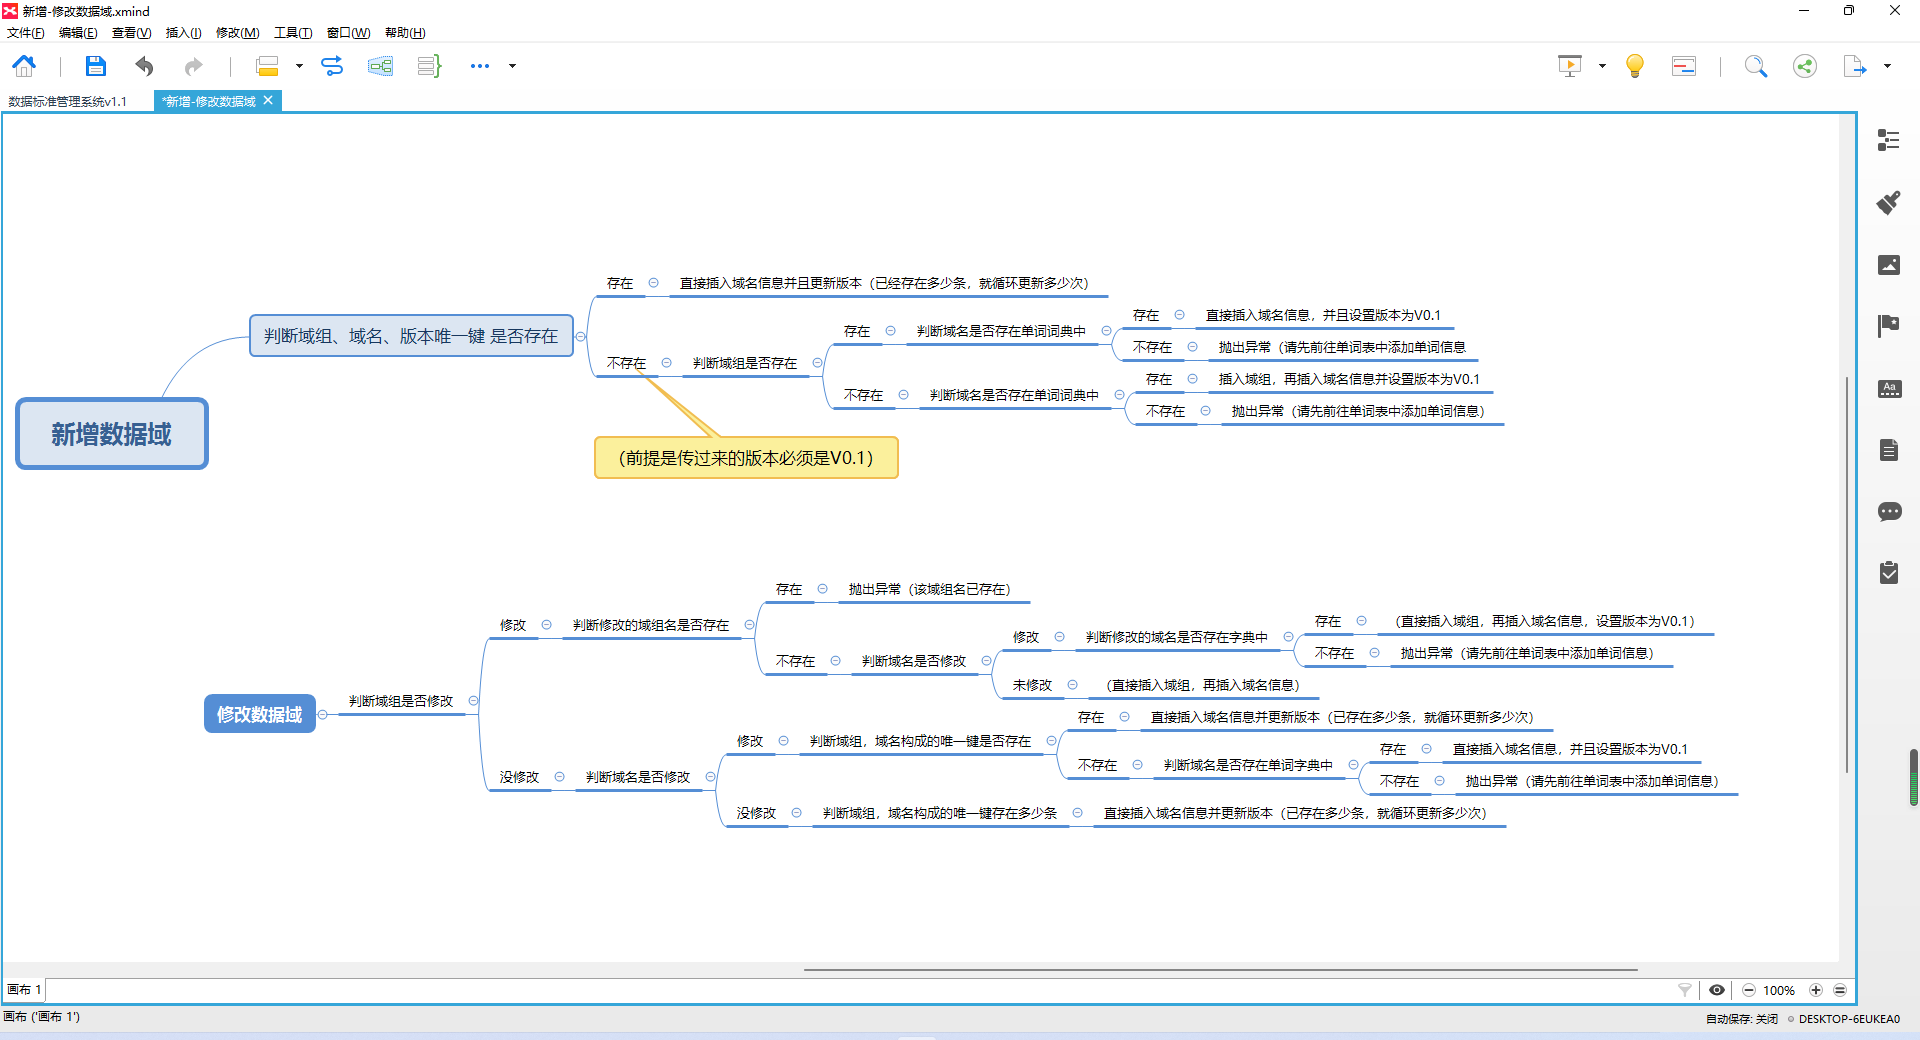 新增-修改数据域.xmind
文件(F) 编辑(E) 查看(V) 插入(I) 修改(M) 工具(T) 窗口(W) 帮助(H)
数据标准管理系统v1.1
*新增-修改数据域
新增数据域
判断域组、域名、版本唯一键 是否存在
存在
直接插入域名信息并且更新版本（已经存在多少条，就循环更新多少次）
不存在
判断域组是否存在
存在
判断域名是否存在单词词典中
存在
直接插入域名信息，并且设置版本为V0.1
不存在
抛出异常（请先前往单词表中添加单词信息
不存在
判断域名是否存在单词词典中
存在
插入域组，再插入域名信息并设置版本为V0.1
不存在
抛出异常（请先前往单词表中添加单词信息）
（前提是传过来的版本必须是V0.1）
修改数据域
判断域组是否修改
修改
判断修改的域组名是否存在
存在
抛出异常（该域组名已存在）
不存在
判断域名是否修改
修改
判断修改的域名是否存在字典中
存在
（直接插入域组，再插入域名信息，设置版本为V0.1）
不存在
抛出异常（请先前往单词表中添加单词信息）
未修改
（直接插入域组，再插入域名信息）
没修改
判断域名是否修改
修改
判断域组，域名构成的唯一键是否存在
存在
直接插入域名信息并更新版本（已存在多少条，就循环更新多少次）
不存在
判断域名是否存在单词字典中
存在
直接插入域名信息，并且设置版本为V0.1
不存在
抛出异常（请先前往单词表中添加单词信息）
没修改
判断域组，域名构成的唯一键存在多少条
直接插入域名信息并更新版本（已存在多少条，就循环更新多少次）
Aa
画布 1
100%
画布 ('画布 1')
自动保存: 关闭
DESKTOP-6EUKEA0